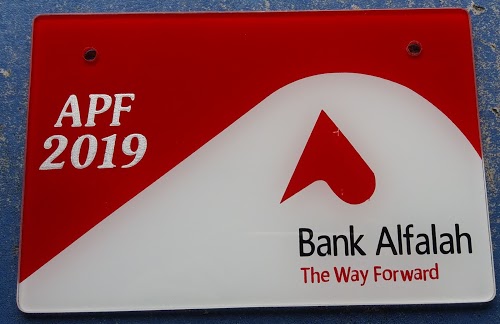 APF
2019
Bank Alfalah
The Way Forward